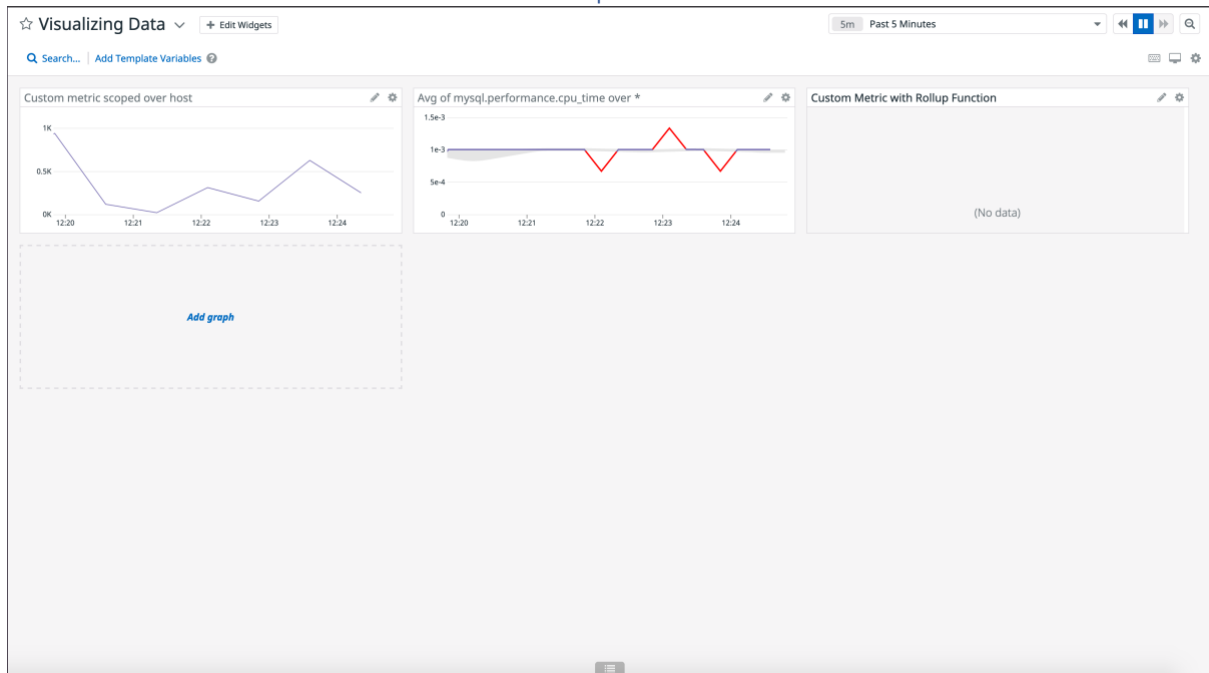 Visualizing Data
+ Edit Widgets
5m Past 5 Minutes
Search...
Add Template Variables
?
Custom metric scoped over host
1K
0.5K
0K
12:20 12:21 12:22 12:23 12:24
Avg of mysql.performance.cpu_time over *
1.5e-3
1e-3
5e-4
0
12:20 12:21 12:22 12:23 12:24
Custom Metric with Rollup Function
(No data)
Add graph